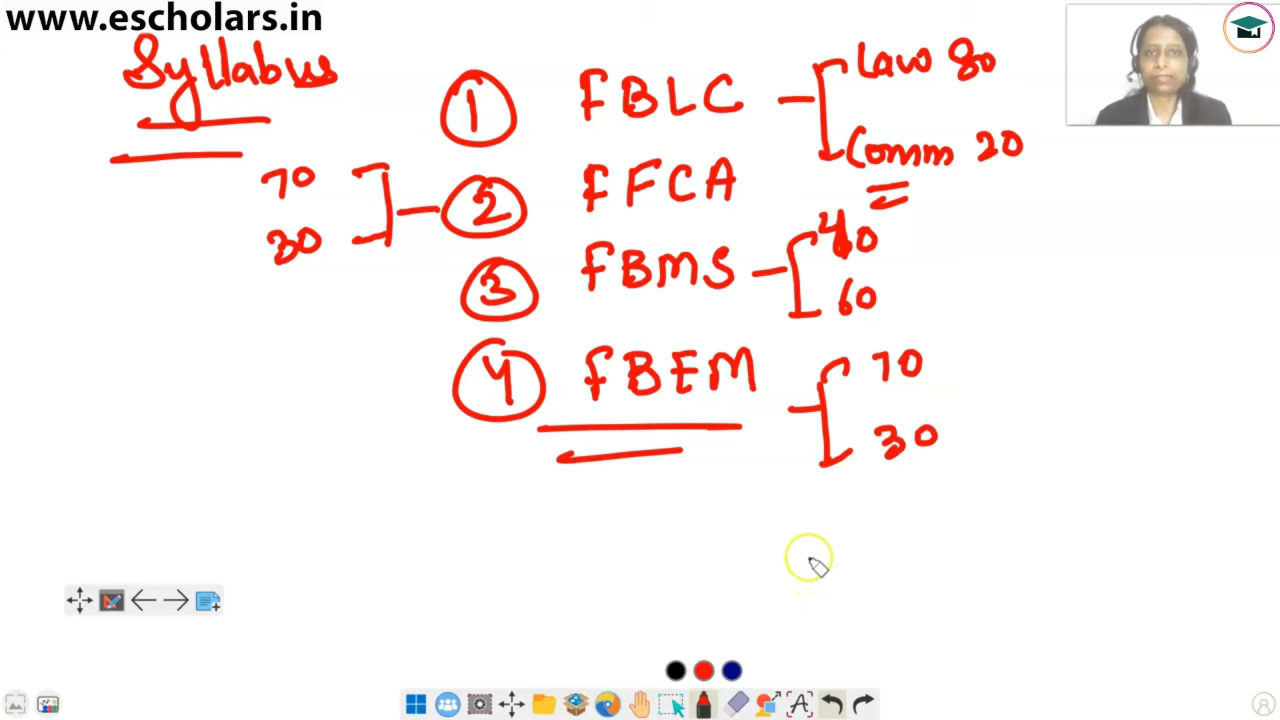 www.escholars.in
Syllabus
1 FBLC Law 80
Comm 20
70
30
2 FFCA
3 FBMS 40
60
4 FBEM 70
30
A